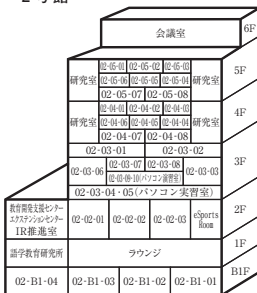 2号館
会議室 6F
5F
02-05-01 02-05-02 02-05-03
研究室 02-05-06 02-05-05 02-05-04 研究室
02-05-07 02-05-08
4F
02-04-01 02-04-02 02-04-03
研究室 02-04-06 02-04-05 02-04-04 研究室
02-04-07 02-04-08
02-03-01 02-03-02
3F
02-03-07 02-03-08
02-03-06 02-03-09・10(パソコン演習室) 02-03-03
02-03-04・05(パソコン実習室)
2F
教育開発支援センター
エクステンションセンター
IR推進室
02-02-01 02-02-02 02-02-03 eSports
Room
1F
語学教育研究所 ラウンジ
B1F
02-B1-04 02-B1-03 02-B1-02 02-B1-01